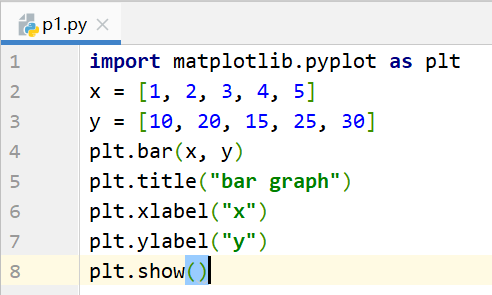 p1.py
1 import matplotlib.pyplot as plt
2 x = [1, 2, 3, 4, 5]
3 y = [10, 20, 15, 25, 30]
4 plt.bar(x, y)
5 plt.title("bar graph")
6 plt.xlabel("x")
7 plt.ylabel("y")
8 plt.show()